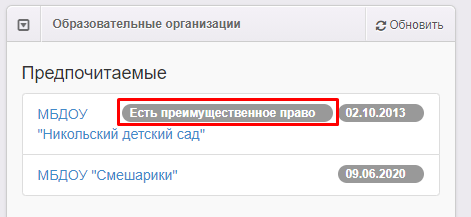 Образовательные организации Обновить
Предпочитаемые
МБДОУ Есть преимущественное право 02.10.2013
"Никольский детский сад"
МБДОУ "Смешарики" 09.06.2020